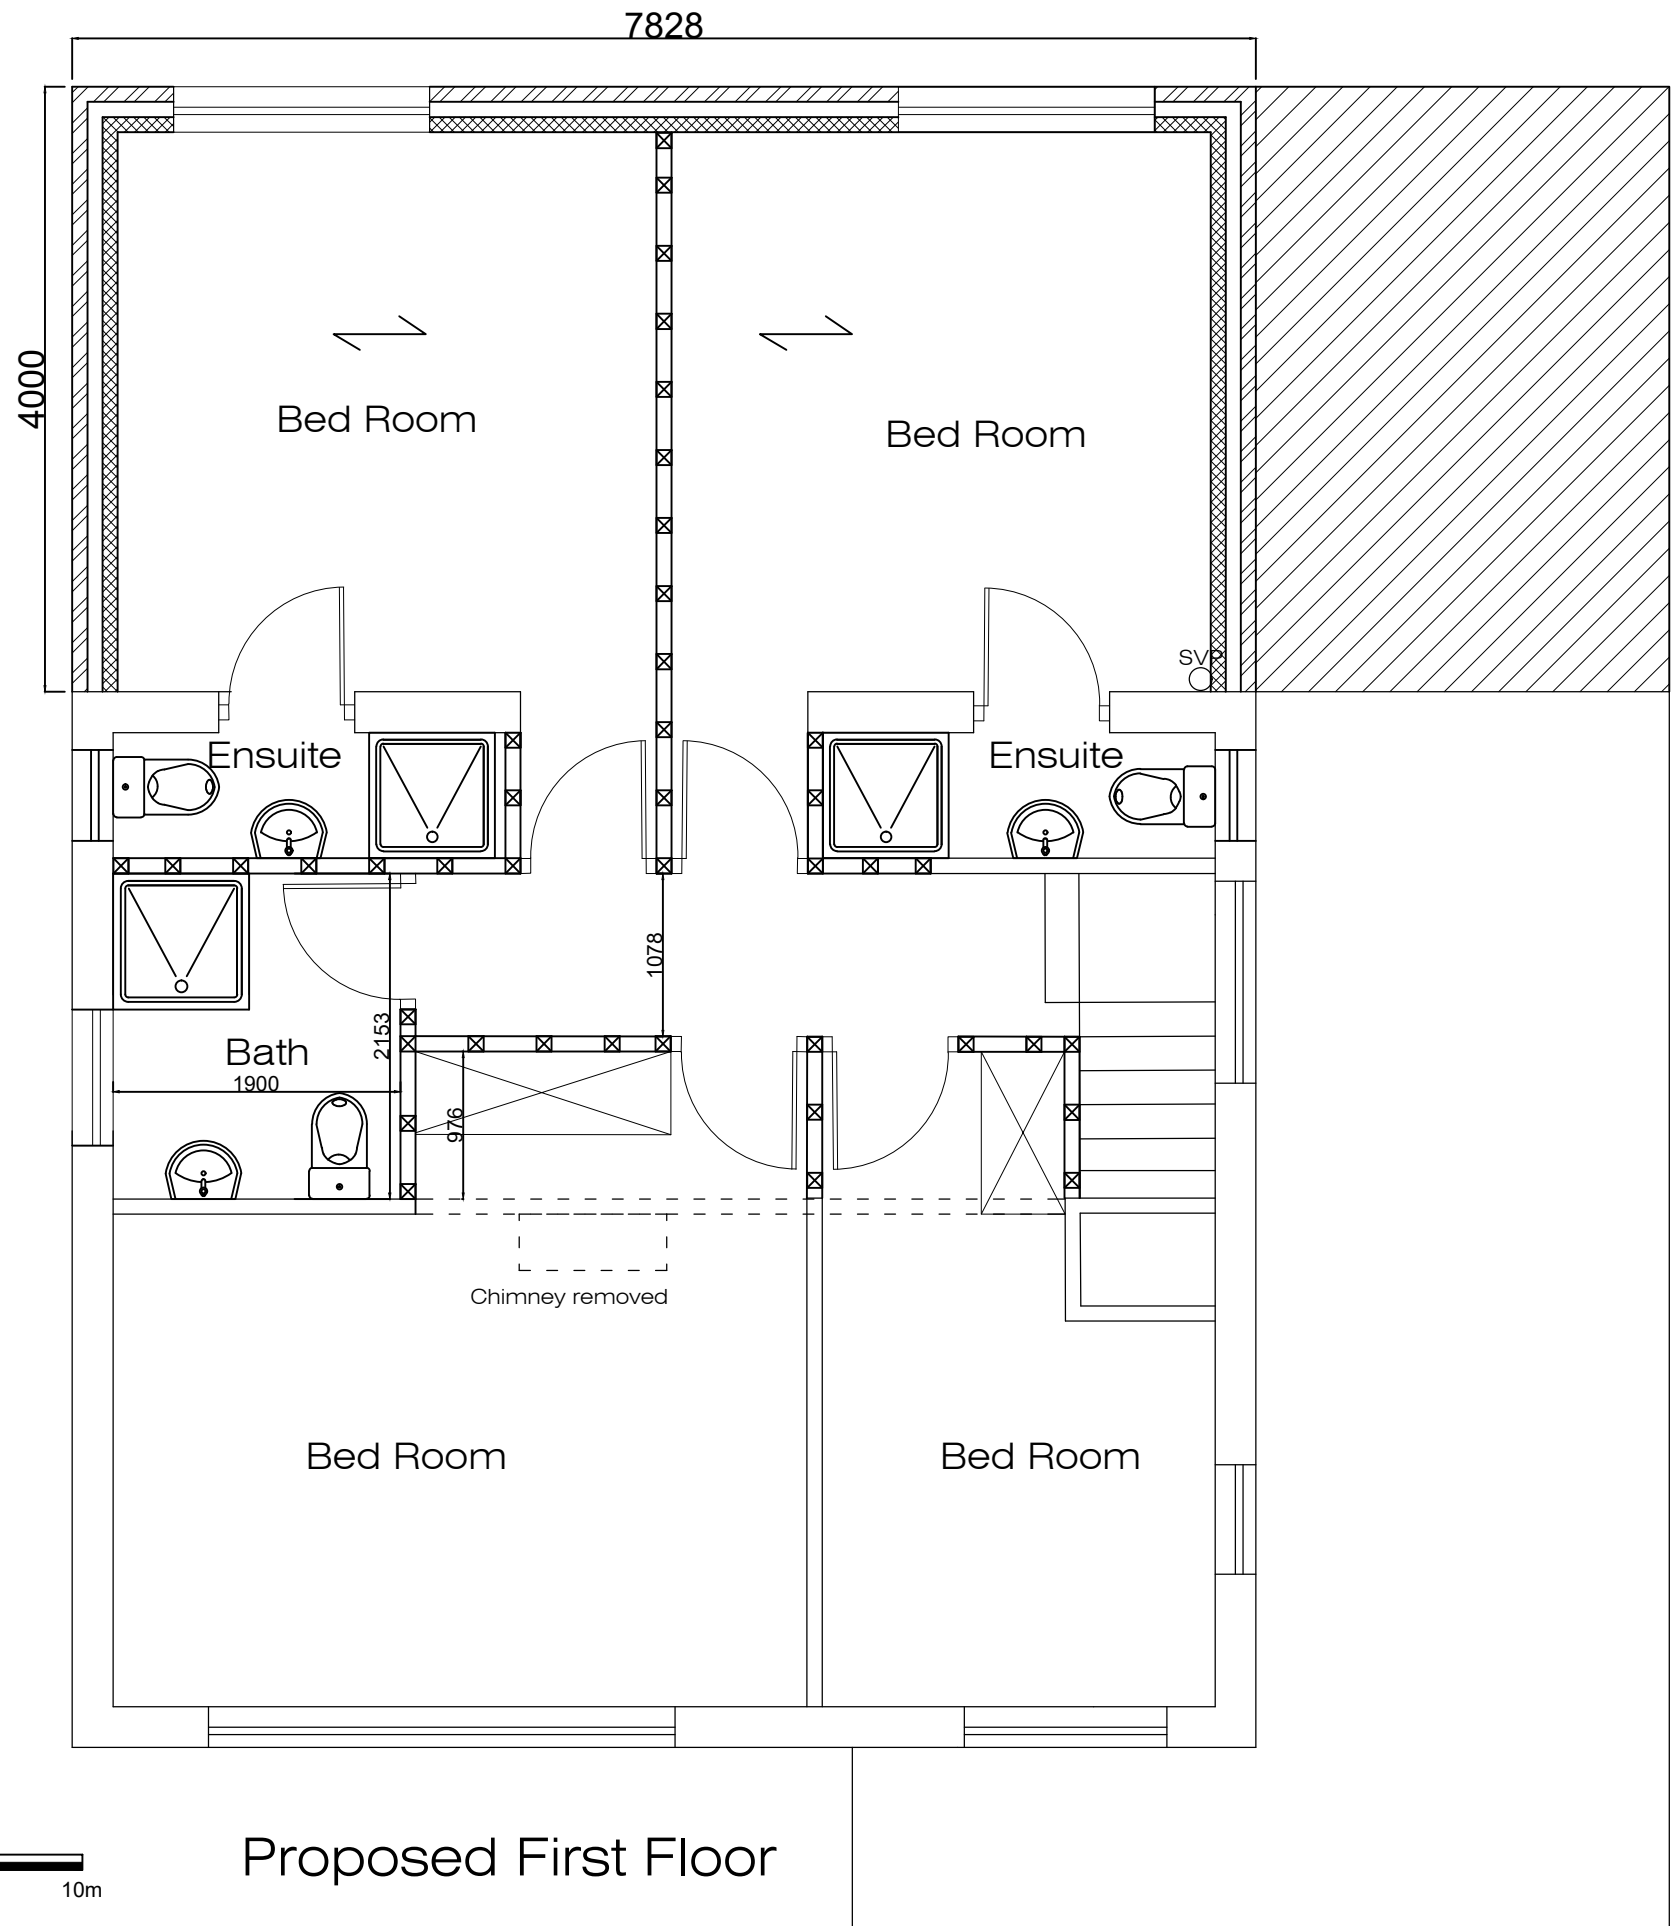 7828
4000
Bed Room
Bed Room
SVP
Ensuite
Ensuite
1078
2153
Bath
1900
976
Chimney removed
Bed Room
Bed Room
Proposed First Floor
10m